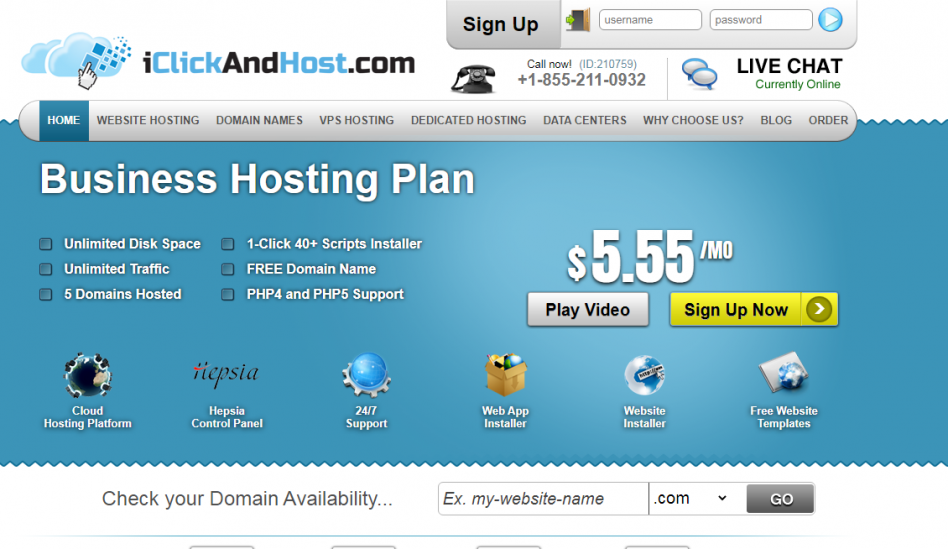 Sign Up
username
password
iClickAndHost.com
Call now! (ID:210759)
+1-855-211-0932
LIVE CHAT
Currently Online
HOME WEBSITE HOSTING DOMAIN NAMES VPS HOSTING DEDICATED HOSTING DATA CENTERS WHY CHOOSE US? BLOG ORDER
Business Hosting Plan
Unlimited Disk Space
Unlimited Traffic
5 Domains Hosted
1-Click 40+ Scripts Installer
FREE Domain Name
PHP4 and PHP5 Support
$5.55/MO
Play Video
Sign Up Now
Hepsia
Cloud
Hosting Platform
Hepsia
Control Panel
24/7
Support
Web App
Installer
Website
Installer
Free Website
Templates
Check your Domain Availability...
Ex. my-website-name
.com
GO